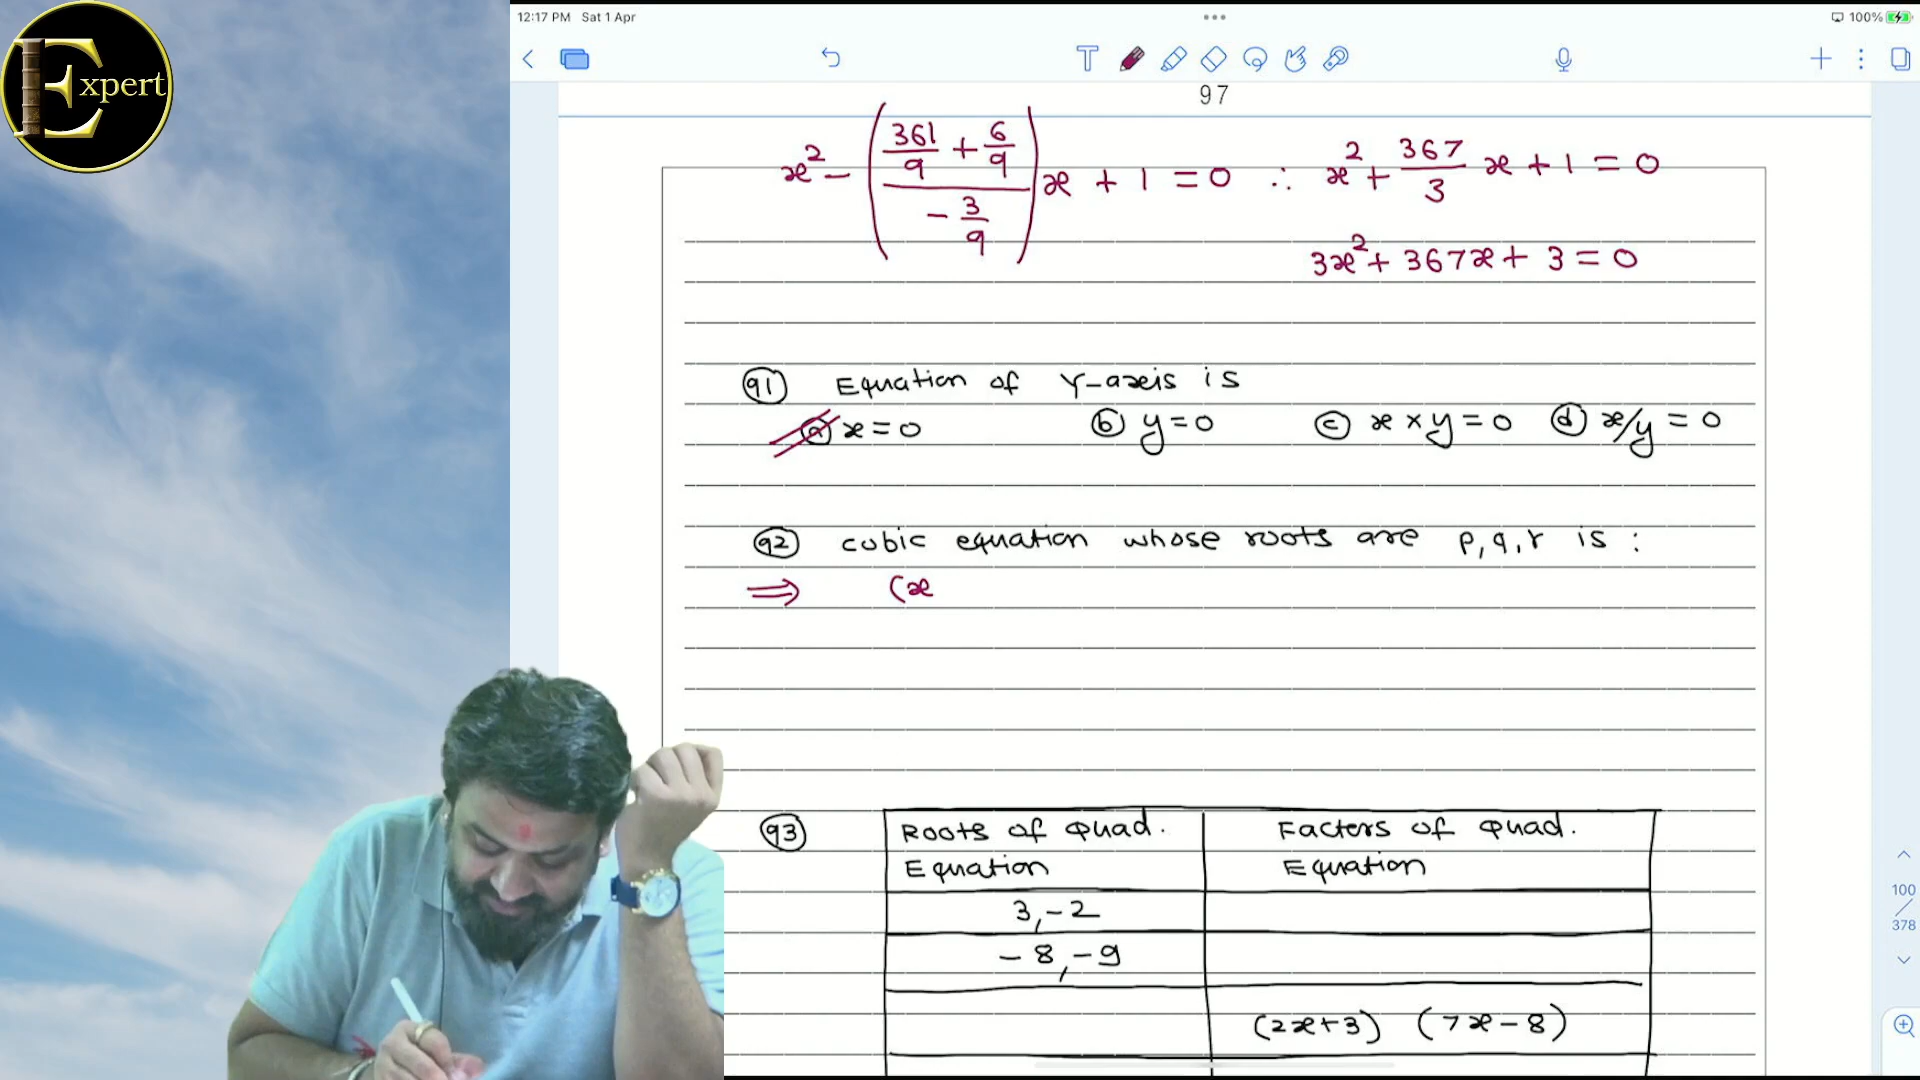 Expert
12:17 PM Sat 1 Apr
100%
97
x² − ((361/9 + 6/9)/(−3/9))x + 1 = 0 ∴ x² + 367/3 x + 1 = 0
3x² + 367x + 3 = 0
(91) Equation of Y-axis is
(a) x = 0 (b) y = 0 (c) x × y = 0 (d) x/y = 0
(92) cubic equation whose roots are p, q, r is :
⇒ (x
(93) Roots of Quad. Equation | Factors of Quad. Equation
3, -2
-8, -9
(2x+3) (7x-8)
100
/
378